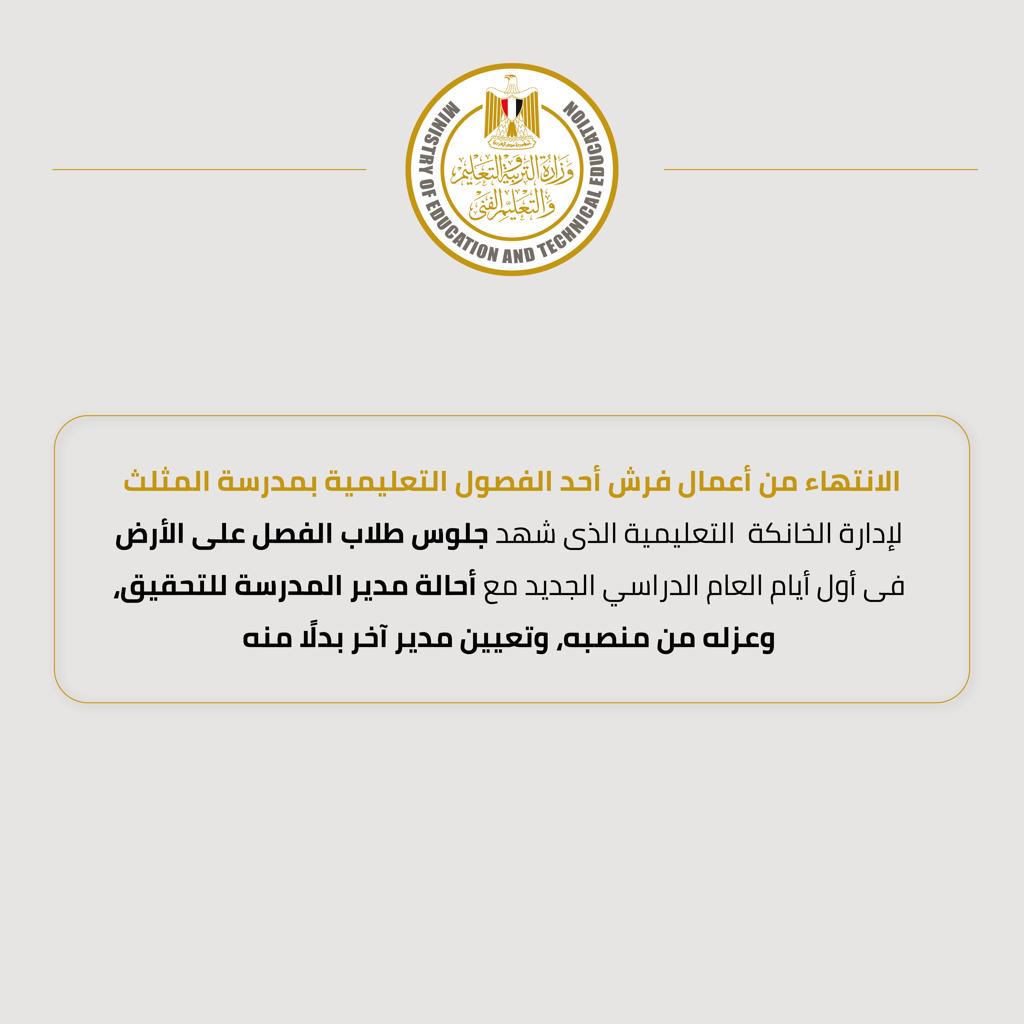 MINISTRY OF EDUCATION AND TECHNICAL EDUCATION
وزارة التربية والتعليم
والتعليم الفنى
الانتهاء من أعمال فرش أحد الفصول التعليمية بمدرسة المثلث
لإدارة الخانكة التعليمية الذى شهد جلوس طلاب الفصل على الأرض
فى أول أيام العام الدراسي الجديد مع أحالة مدير المدرسة للتحقيق،
وعزله من منصبه، وتعيين مدير آخر بدلًا منه